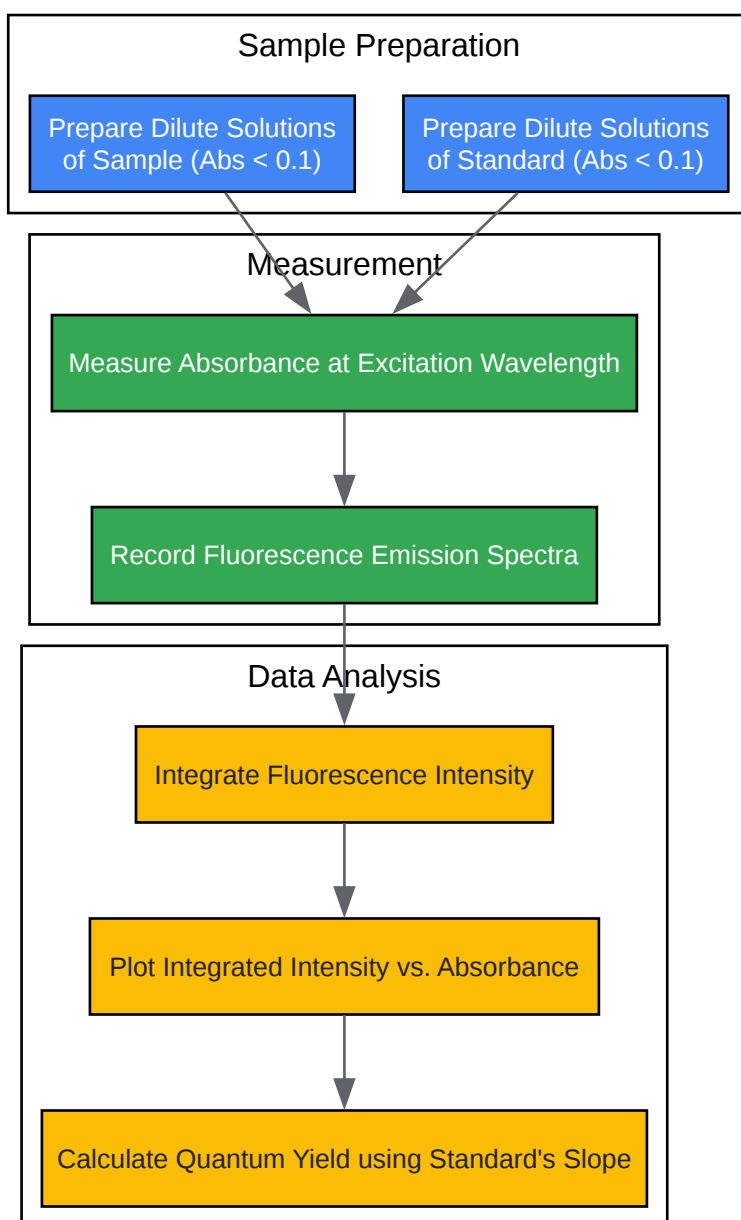 Sample Preparation
Prepare Dilute Solutions
of Sample (Abs < 0.1)
Prepare Dilute Solutions
of Standard (Abs < 0.1)
Measurement
Measure Absorbance at Excitation Wavelength
Record Fluorescence Emission Spectra
Data Analysis
Integrate Fluorescence Intensity
Plot Integrated Intensity vs. Absorbance
Calculate Quantum Yield using Standard's Slope